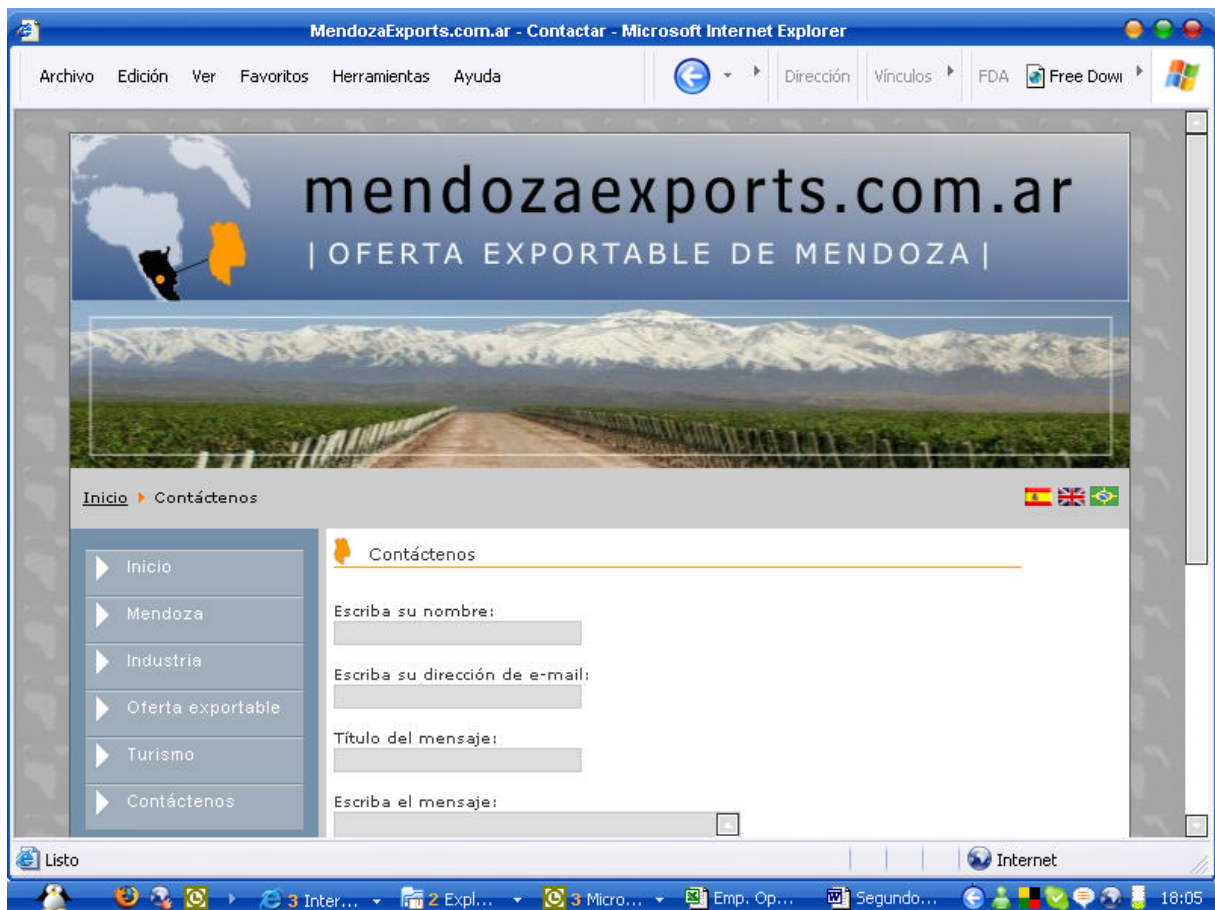 MendozaExports.com.ar - Contactar - Microsoft Internet Explorer
Archivo Edición Ver Favoritos Herramientas Ayuda Dirección Vínculos FDA Free Dowr
mendozaexports.com.ar
|OFERTA EXPORTABLE DE MENDOZA|
Inicio Contáctenos
Inicio
Mendoza
Industria
Oferta exportable
Turismo
Contáctenos
Contáctenos
Escriba su nombre:
Escriba su dirección de e-mail:
Título del mensaje:
Escriba el mensaje:
Listo Internet
3 Inter... 2 Expl... 3 Micro... Emp. Op... Segundo... 18:05